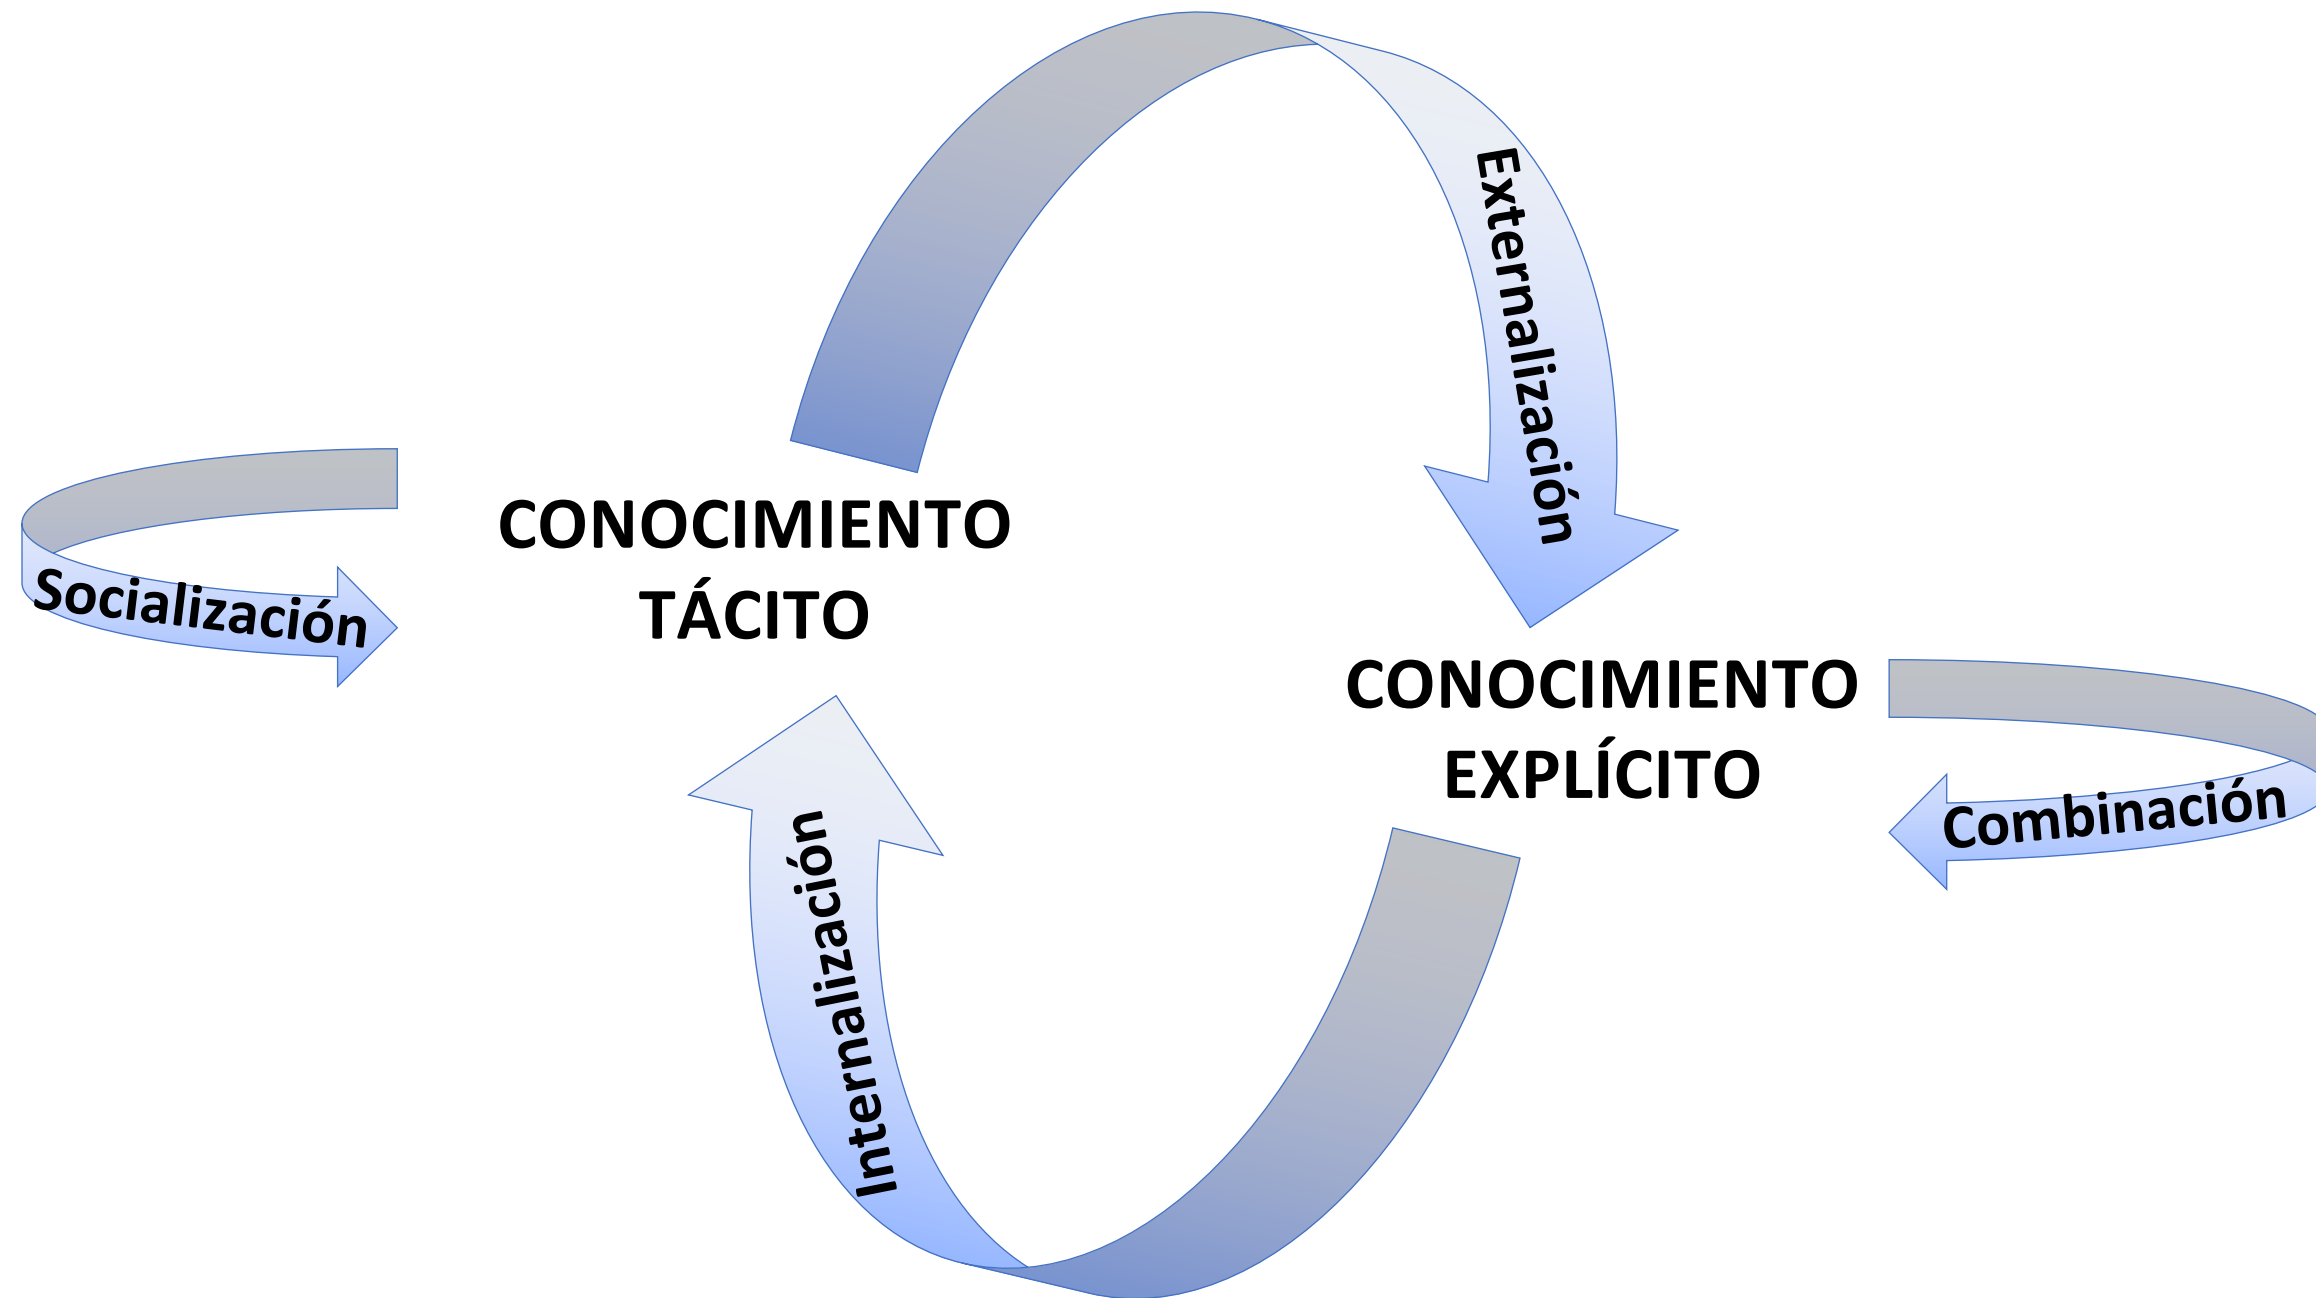 Externalización
CONOCIMIENTO
TÁCITO
Socialización
CONOCIMIENTO
EXPLÍCITO
Combinación
Internalización